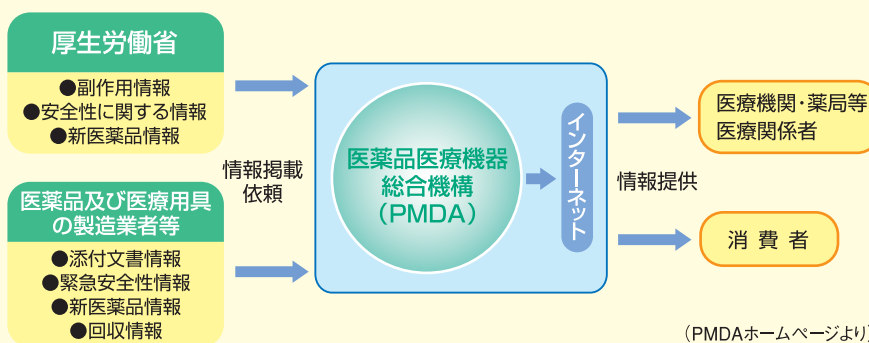 厚生労働省
●副作用情報
●安全性に関する情報
●新医薬品情報
医薬品及び医療用具
の製造業者等
●添付文書情報
●緊急安全性情報
●新医薬品情報
●回収情報
情報掲載
依頼
医薬品医療機器
総合機構
（PMDA）
インターネット
情報提供
医療機関・薬局等
医療関係者
消費者
（PMDAホームページより）